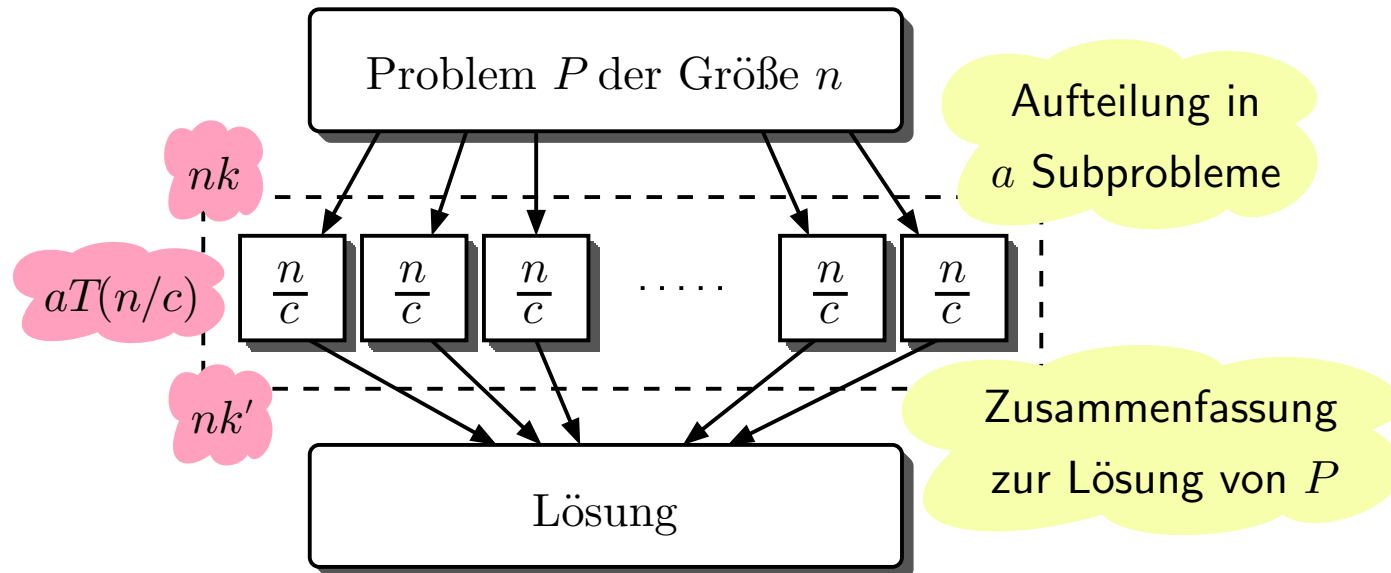 Problem P der Größe n
Aufteilung in
a Subprobleme
nk
aT(n/c)
n/c n/c n/c ..... n/c n/c
nk′
Zusammenfassung
zur Lösung von P
Lösung